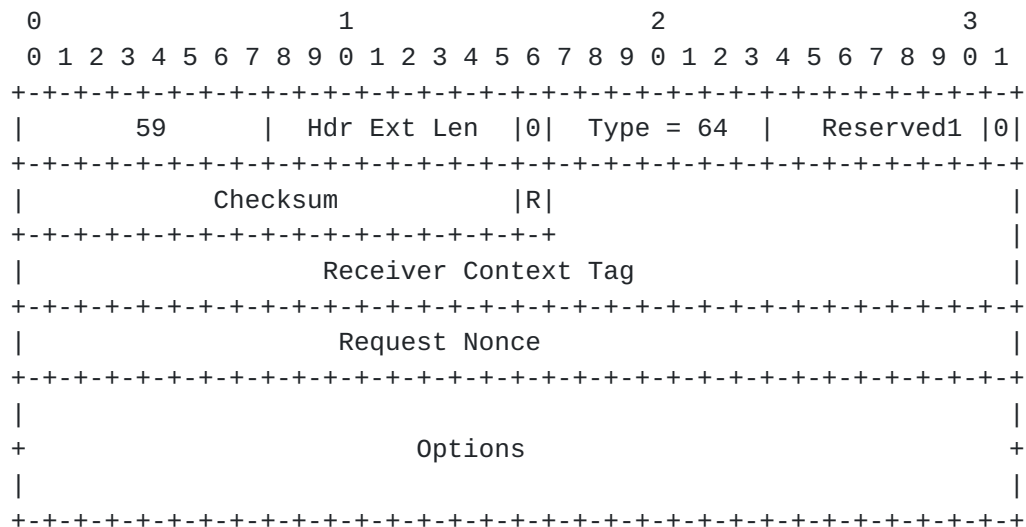 0                   1                   2                   3
 0 1 2 3 4 5 6 7 8 9 0 1 2 3 4 5 6 7 8 9 0 1 2 3 4 5 6 7 8 9 0 1
+-+-+-+-+-+-+-+-+-+-+-+-+-+-+-+-+-+-+-+-+-+-+-+-+-+-+-+-+-+-+-+-+
|       59      |  Hdr Ext Len  |0|  Type = 64  |   Reserved1 |0|
+-+-+-+-+-+-+-+-+-+-+-+-+-+-+-+-+-+-+-+-+-+-+-+-+-+-+-+-+-+-+-+-+
|            Checksum           |R|                             |
+-+-+-+-+-+-+-+-+-+-+-+-+-+-+-+-+-+                             |
|                   Receiver Context Tag                        |
+-+-+-+-+-+-+-+-+-+-+-+-+-+-+-+-+-+-+-+-+-+-+-+-+-+-+-+-+-+-+-+-+
|                    Request Nonce                              |
+-+-+-+-+-+-+-+-+-+-+-+-+-+-+-+-+-+-+-+-+-+-+-+-+-+-+-+-+-+-+-+-+
|                                                               |
+                         Options                               +
|                                                               |
+-+-+-+-+-+-+-+-+-+-+-+-+-+-+-+-+-+-+-+-+-+-+-+-+-+-+-+-+-+-+-+-+